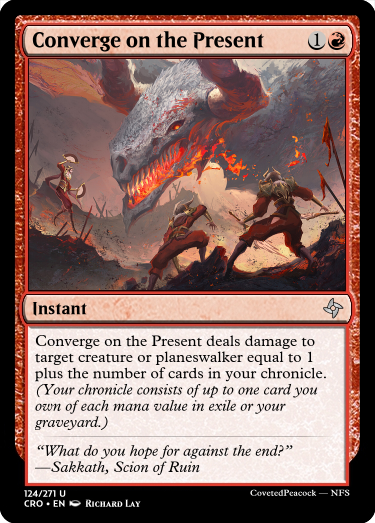 Converge on the Present 1
Instant
Converge on the Present deals damage to
target creature or planeswalker equal to 1
plus the number of cards in your chronicle.
(Your chronicle consists of up to one card you
own of each mana value in exile or your
graveyard.)
“What do you hope for against the end?”
—Sakkath, Scion of Ruin
124/271 U
CRO • EN Richard Lay
CovetedPeacock — NFS